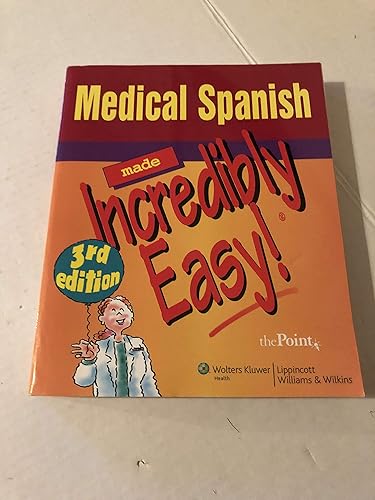 Medical Spanish
made
Incredibly
Easy!®
3rd
edition
thePoint
Wolters Kluwer
Health
Lippincott
Williams & Wilkins